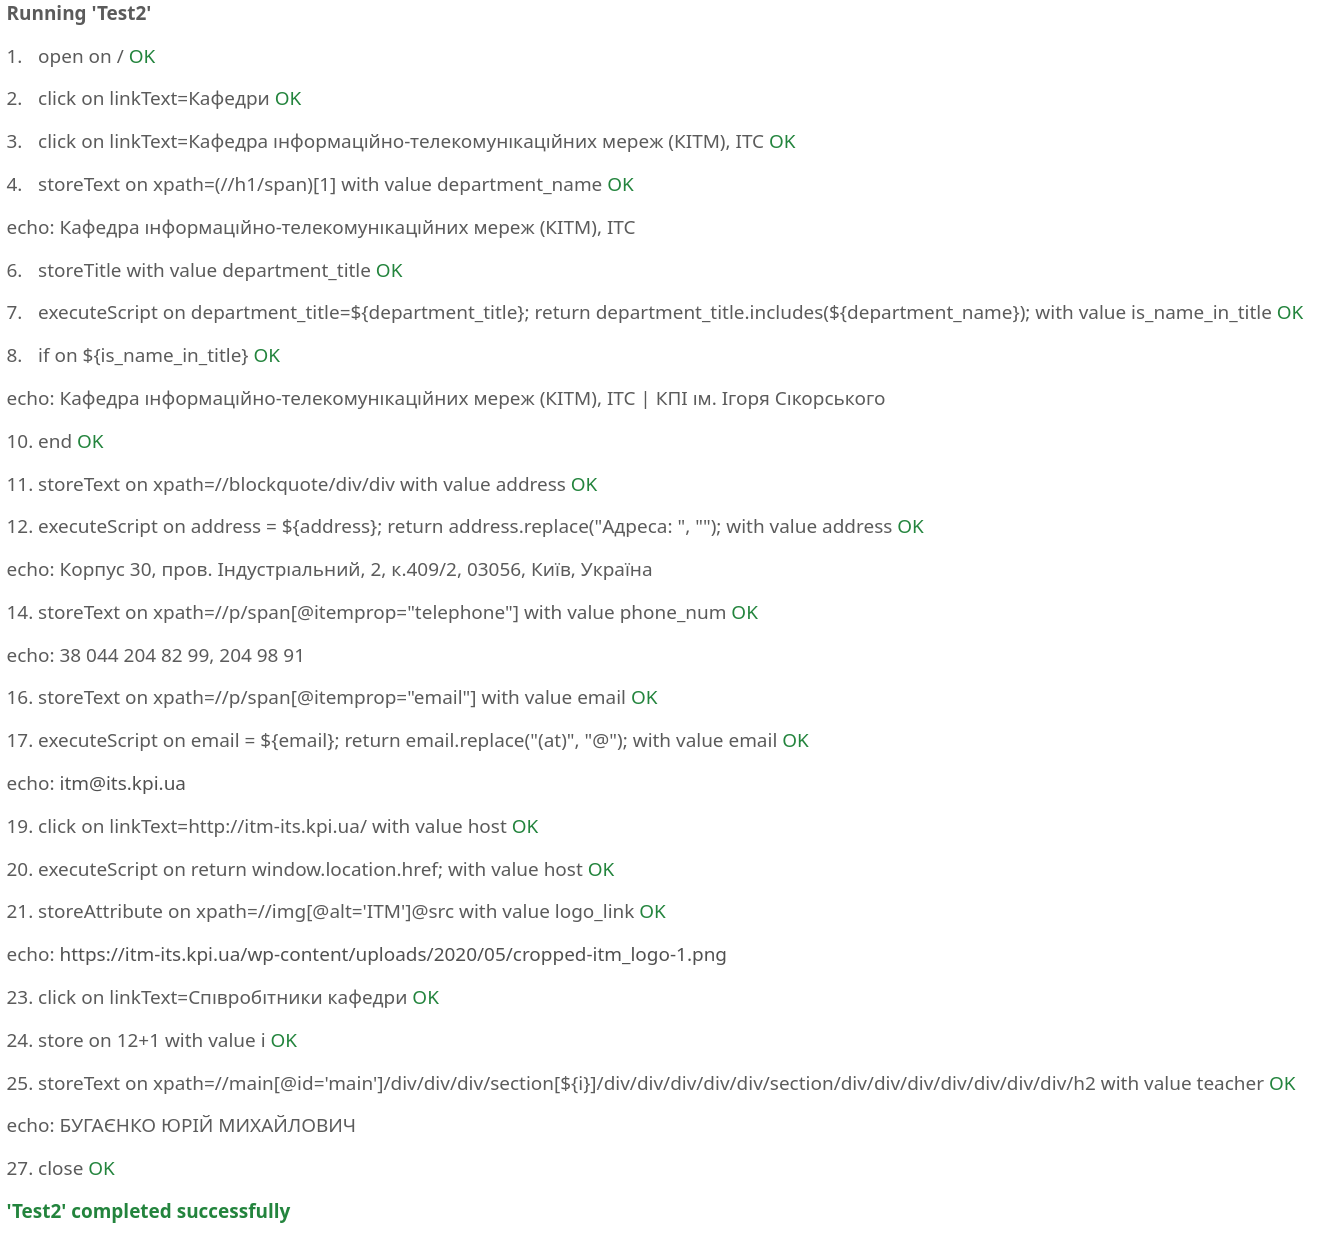 Running 'Test2'
1. open on / OK
2. click on linkText=Кафедри OK
3. click on linkText=Кафедра інформаційно-телекомунікаційних мереж (КІТМ), ІТС OK
4. storeText on xpath=(//h1/span)[1] with value department_name OK
echo: Кафедра інформаційно-телекомунікаційних мереж (КІТМ), ІТС
6. storeTitle with value department_title OK
7. executeScript on department_title=${department_title}; return department_title.includes(${department_name}); with value is_name_in_title OK
8. if on ${is_name_in_title} OK
echo: Кафедра інформаційно-телекомунікаційних мереж (КІТМ), ІТС | КПІ ім. Ігоря Сікорського
10. end OK
11. storeText on xpath=//blockquote/div/div with value address OK
12. executeScript on address = ${address}; return address.replace("Адреса: ", ""); with value address OK
echo: Корпус 30, пров. Індустріальний, 2, к.409/2, 03056, Київ, Україна
14. storeText on xpath=//p/span[@itemprop="telephone"] with value phone_num OK
echo: 38 044 204 82 99, 204 98 91
16. storeText on xpath=//p/span[@itemprop="email"] with value email OK
17. executeScript on email = ${email}; return email.replace("(at)", "@"); with value email OK
echo: itm@its.kpi.ua
19. click on linkText=http://itm-its.kpi.ua/ with value host OK
20. executeScript on return window.location.href; with value host OK
21. storeAttribute on xpath=//img[@alt='ITM']@src with value logo_link OK
echo: https://itm-its.kpi.ua/wp-content/uploads/2020/05/cropped-itm_logo-1.png
23. click on linkText=Співробітники кафедри OK
24. store on 12+1 with value i OK
25. storeText on xpath=//main[@id='main']/div/div/div/section[${i}]/div/div/div/div/div/section/div/div/div/div/div/div/div/h2 with value teacher OK
echo: БУГАЄНКО ЮРІЙ МИХАЙЛОВИЧ
27. close OK
'Test2' completed successfully